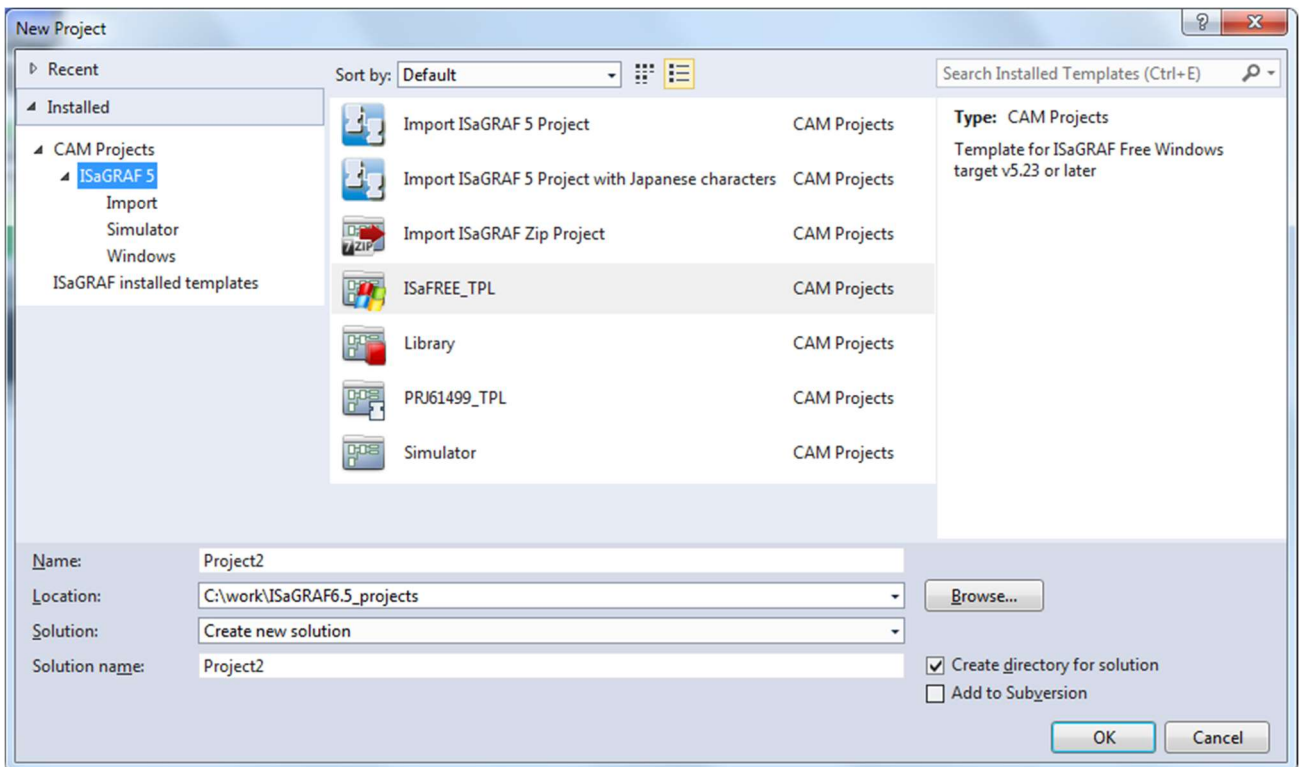 New Project
Recent
Installed
CAM Projects
ISaGRAF 5
Import
Simulator
Windows
ISaGRAF installed templates
Sort by: Default
Search Installed Templates (Ctrl+E)
Import ISaGRAF 5 Project CAM Projects
Import ISaGRAF 5 Project with Japanese characters CAM Projects
7ZIP Import ISaGRAF Zip Project CAM Projects
ISaFREE_TPL CAM Projects
Library CAM Projects
PRJ61499_TPL CAM Projects
Simulator CAM Projects
Type: CAM Projects
Template for ISaGRAF Free Windows
target v5.23 or later
Name: Project2
Location: C:\work\ISaGRAF6.5_projects Browse...
Solution: Create new solution
Solution name: Project2
Create directory for solution
Add to Subversion
OK Cancel